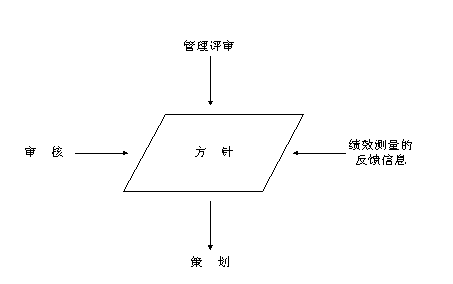 管理评审
审 核
方 针
绩效测量的
反馈信息
策 划